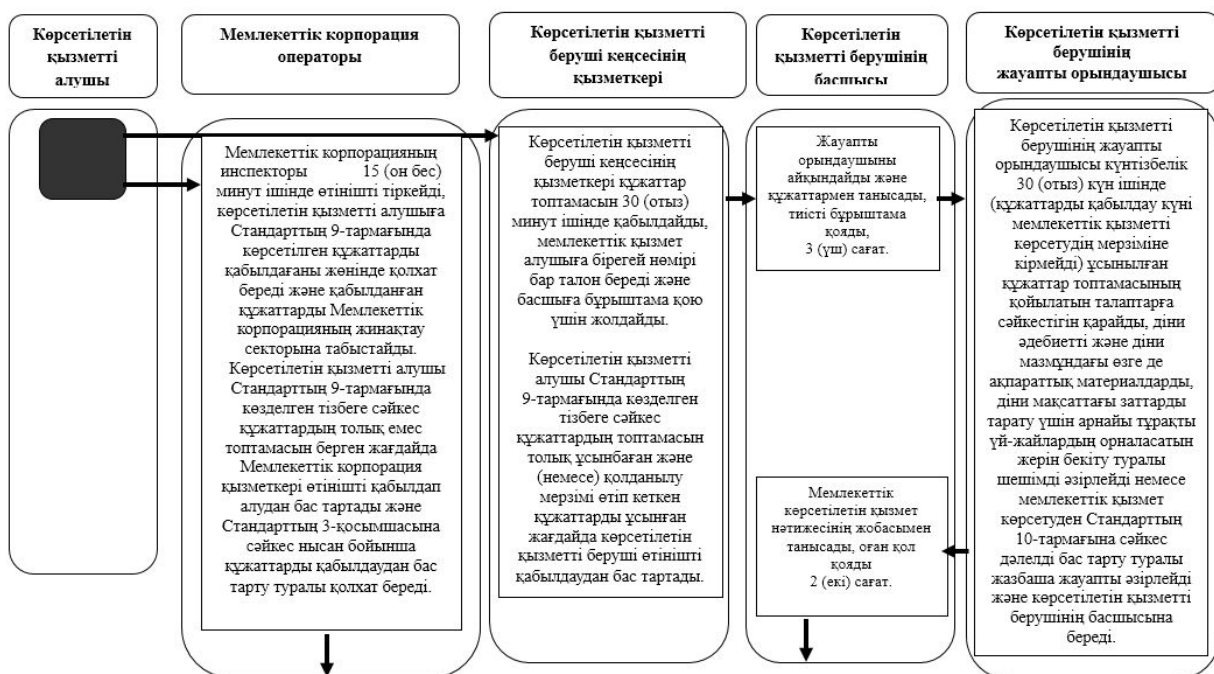 Көрсетілетін
қызметті
алушы
Мемлекеттік корпорация
операторы
Көрсетілетін қызметті
беруші кеңсесінің
қызметкері
Көрсетілетін
қызметті берушінің
басшысы
Көрсетілетін қызметті
берушінің
жауапты орындаушысы
Мемлекеттік корпорацияның
инспекторы 15 (он бес)
минут ішінде өтінішті тіркейді,
көрсетілетін қызметті алушыға
Стандарттың 9-тармағында
көрсетілген құжаттарды
қабылдағаны жөнінде қолхат
береді және қабылданған
құжаттарды Мемлекеттік
корпорацияның жинақтау
секторына табыстайды.
Көрсетілетін қызметті алушы
Стандарттың 9-тармағында
көзделген тізбеге сәйкес
құжаттардың толық емес
топтамасын берген жағдайда
Мемлекеттік корпорация
қызметкері өтінішті қабылдап
алудан бас тартады және
Стандарттың 3-қосымшасына
сәйкес нысан бойынша
құжаттарды қабылдаудан бас
тарту туралы қолхат береді.
Көрсетілетін қызметті
беруші кеңсесінің
қызметкері құжаттар
топтамасын 30 (отыз)
минут ішінде қабылдайды,
мемлекеттік қызмет
алушыға бірегей нөмірі
бар талон береді және
басшыға бұрыштама қою
үшін жолдайды.
Көрсетілетін қызметті
алушы Стандарттың
9-тармағында көзделген
тізбеге сәйкес
құжаттардың топтамасын
толық ұсынбаған және
(немесе) қолданылу
мерзімі өтіп кеткен
құжаттарды ұсынған
жағдайда көрсетілетін
қызметті беруші өтінішті
қабылдаудан бас тартады.
Жауапты
орындаушыны
айқындайды және
құжаттармен танысады,
тиісті бұрыштама
қояды,
3 (үш) сағат.
Мемлекеттік
көрсетілетін қызмет
нәтижесінің жобасымен
танысады, оған қол
қояды
2 (екі) сағат.
Көрсетілетін қызметті
берушінің жауапты
орындаушысы күнтізбелік
30 (отыз) күн ішінде
(құжаттарды қабылдау күні
мемлекеттік қызметті
көрсетудің мерзіміне
кірмейді) ұсынылған
құжаттар топтамасының
қойылатын талаптарға
сәйкестігін қарайды, діни
әдебиетті және діни
мазмұндағы өзге де
ақпараттық материалдарды,
діни мақсаттағы заттарды
тарату үшін арнайы тұрақты
үй-жайлардың орналасатын
жерін бекіту туралы
шешімді әзірлейді немесе
мемлекеттік қызмет
көрсетуден Стандарттың
10-тармағына сәйкес
дәлелді бас тарту туралы
жазбаша жауапты әзірлейді
және көрсетілетін қызметті
берушінің басшысына
береді.